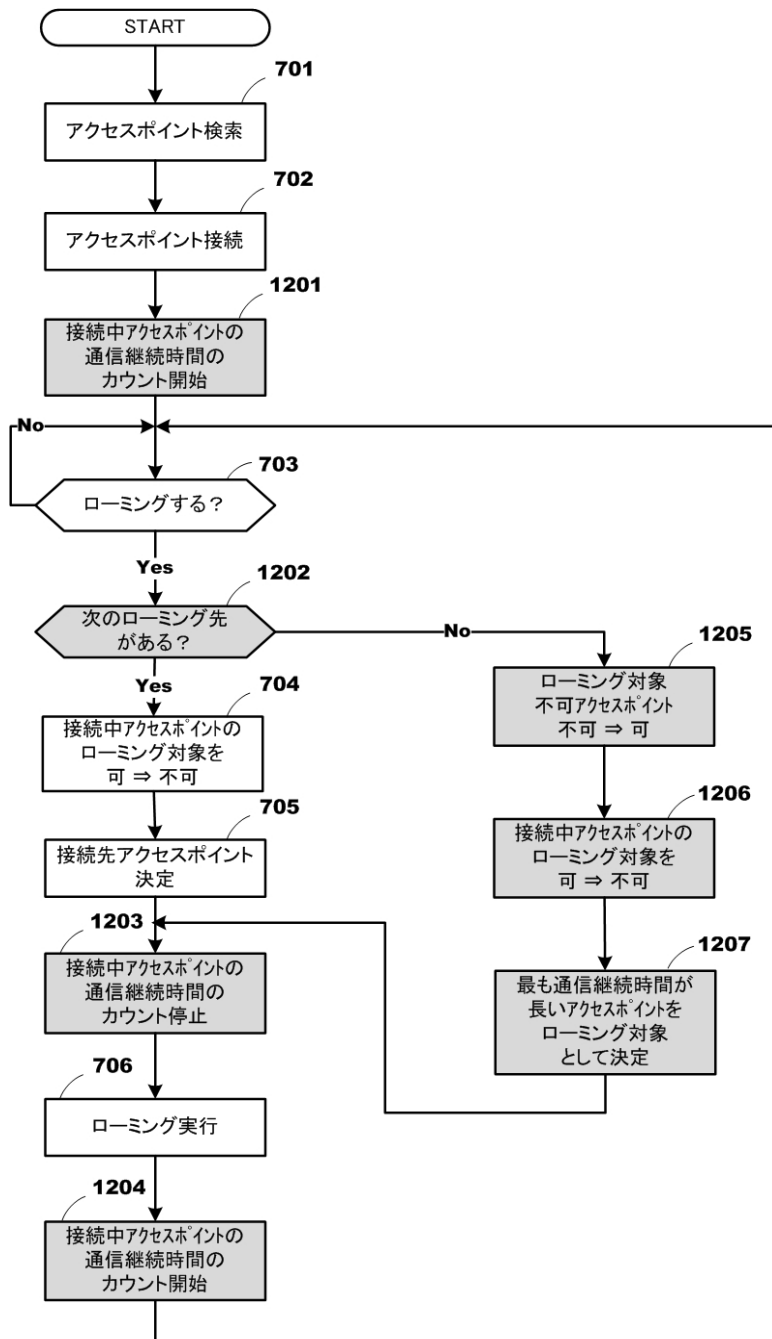 START
701
アクセスポイント検索
702
アクセスポイント接続
1201
接続中アクセスポイントの
通信継続時間の
カウント開始
No
703
ローミングする?
Yes
1202
次のローミング先
がある?
No
Yes
704
接続中アクセスポイントの
ローミング対象を
可 ⇒ 不可
705
接続先アクセスポイント
決定
1203
接続中アクセスポイントの
通信継続時間の
カウント停止
706
ローミング実行
1204
接続中アクセスポイントの
通信継続時間の
カウント開始
1205
ローミング対象
不可アクセスポイント
不可 ⇒ 可
1206
接続中アクセスポイントの
ローミング対象を
可 ⇒ 不可
1207
最も通信継続時間が
長いアクセスポイントを
ローミング対象
として決定